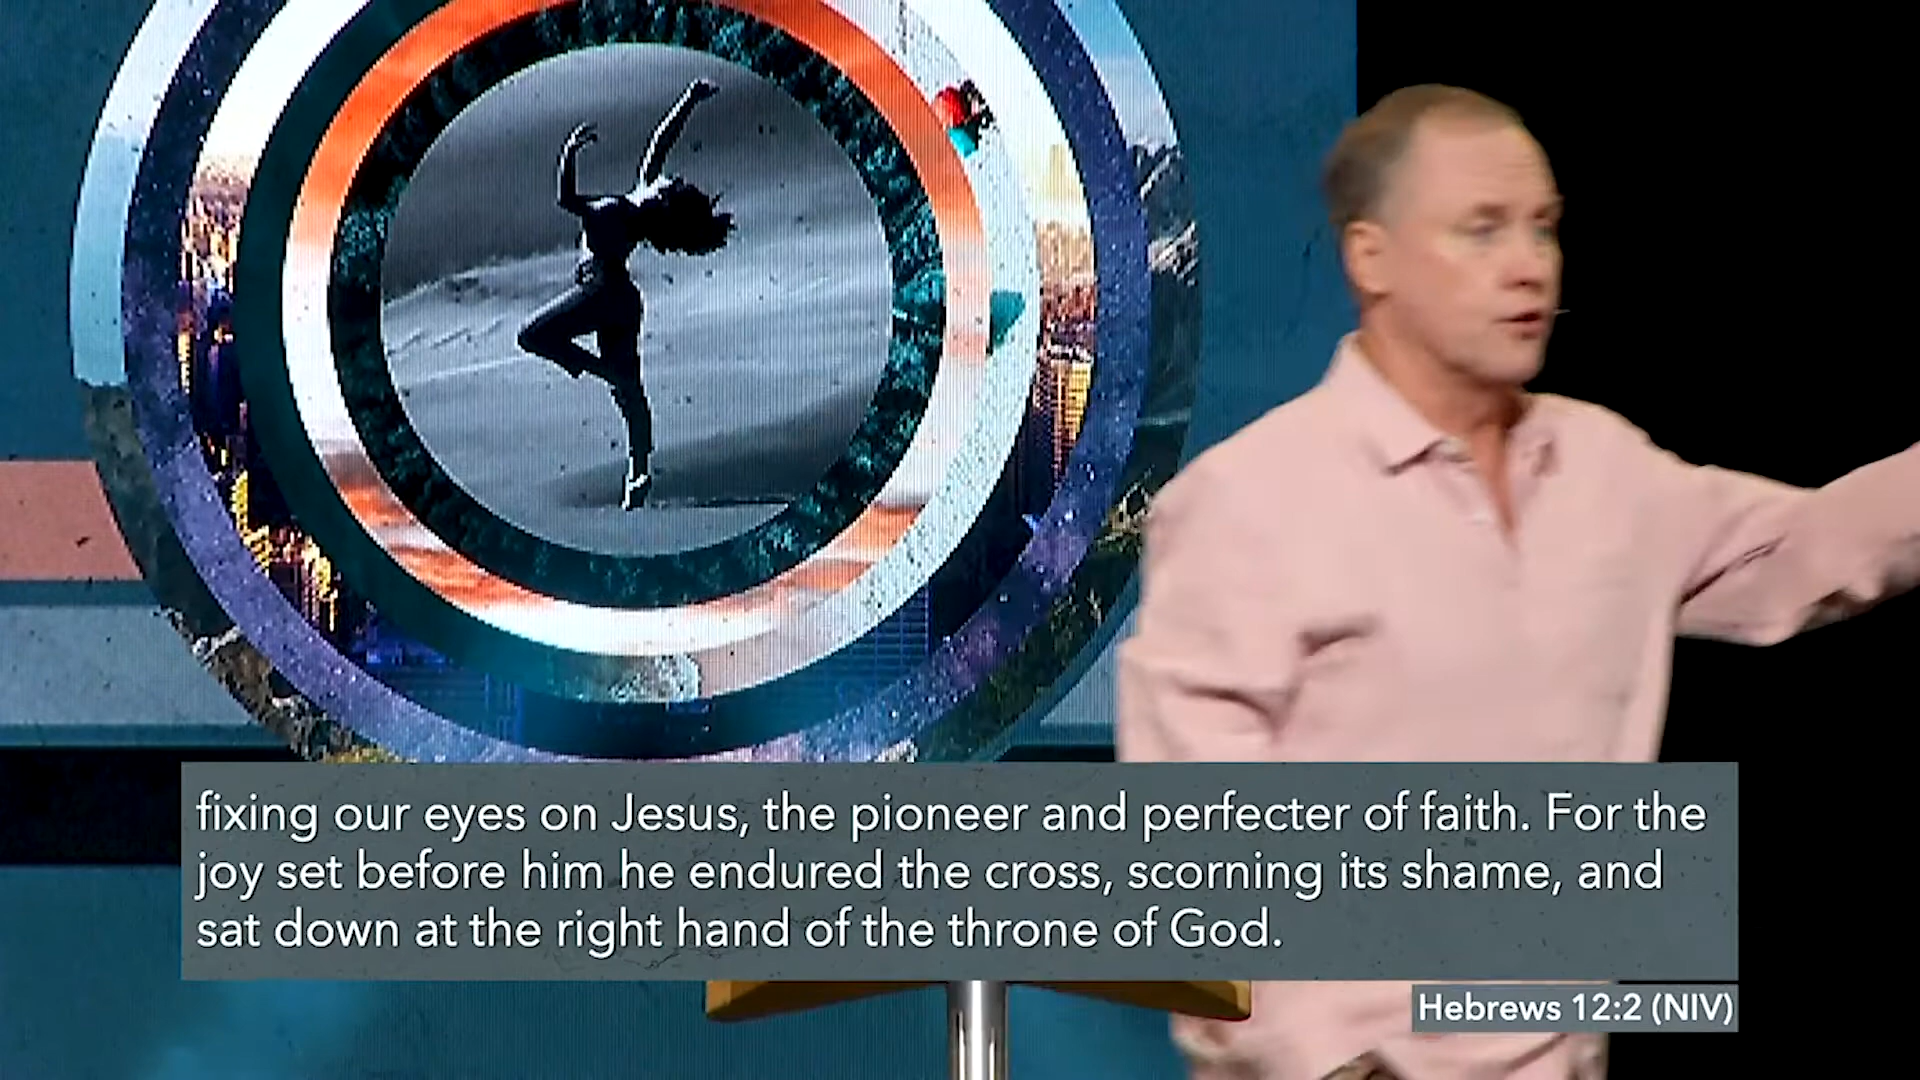 fixing our eyes on Jesus, the pioneer and perfecter of faith. For the
joy set before him he endured the cross, scorning its shame, and
sat down at the right hand of the throne of God.
Hebrews 12:2 (NIV)